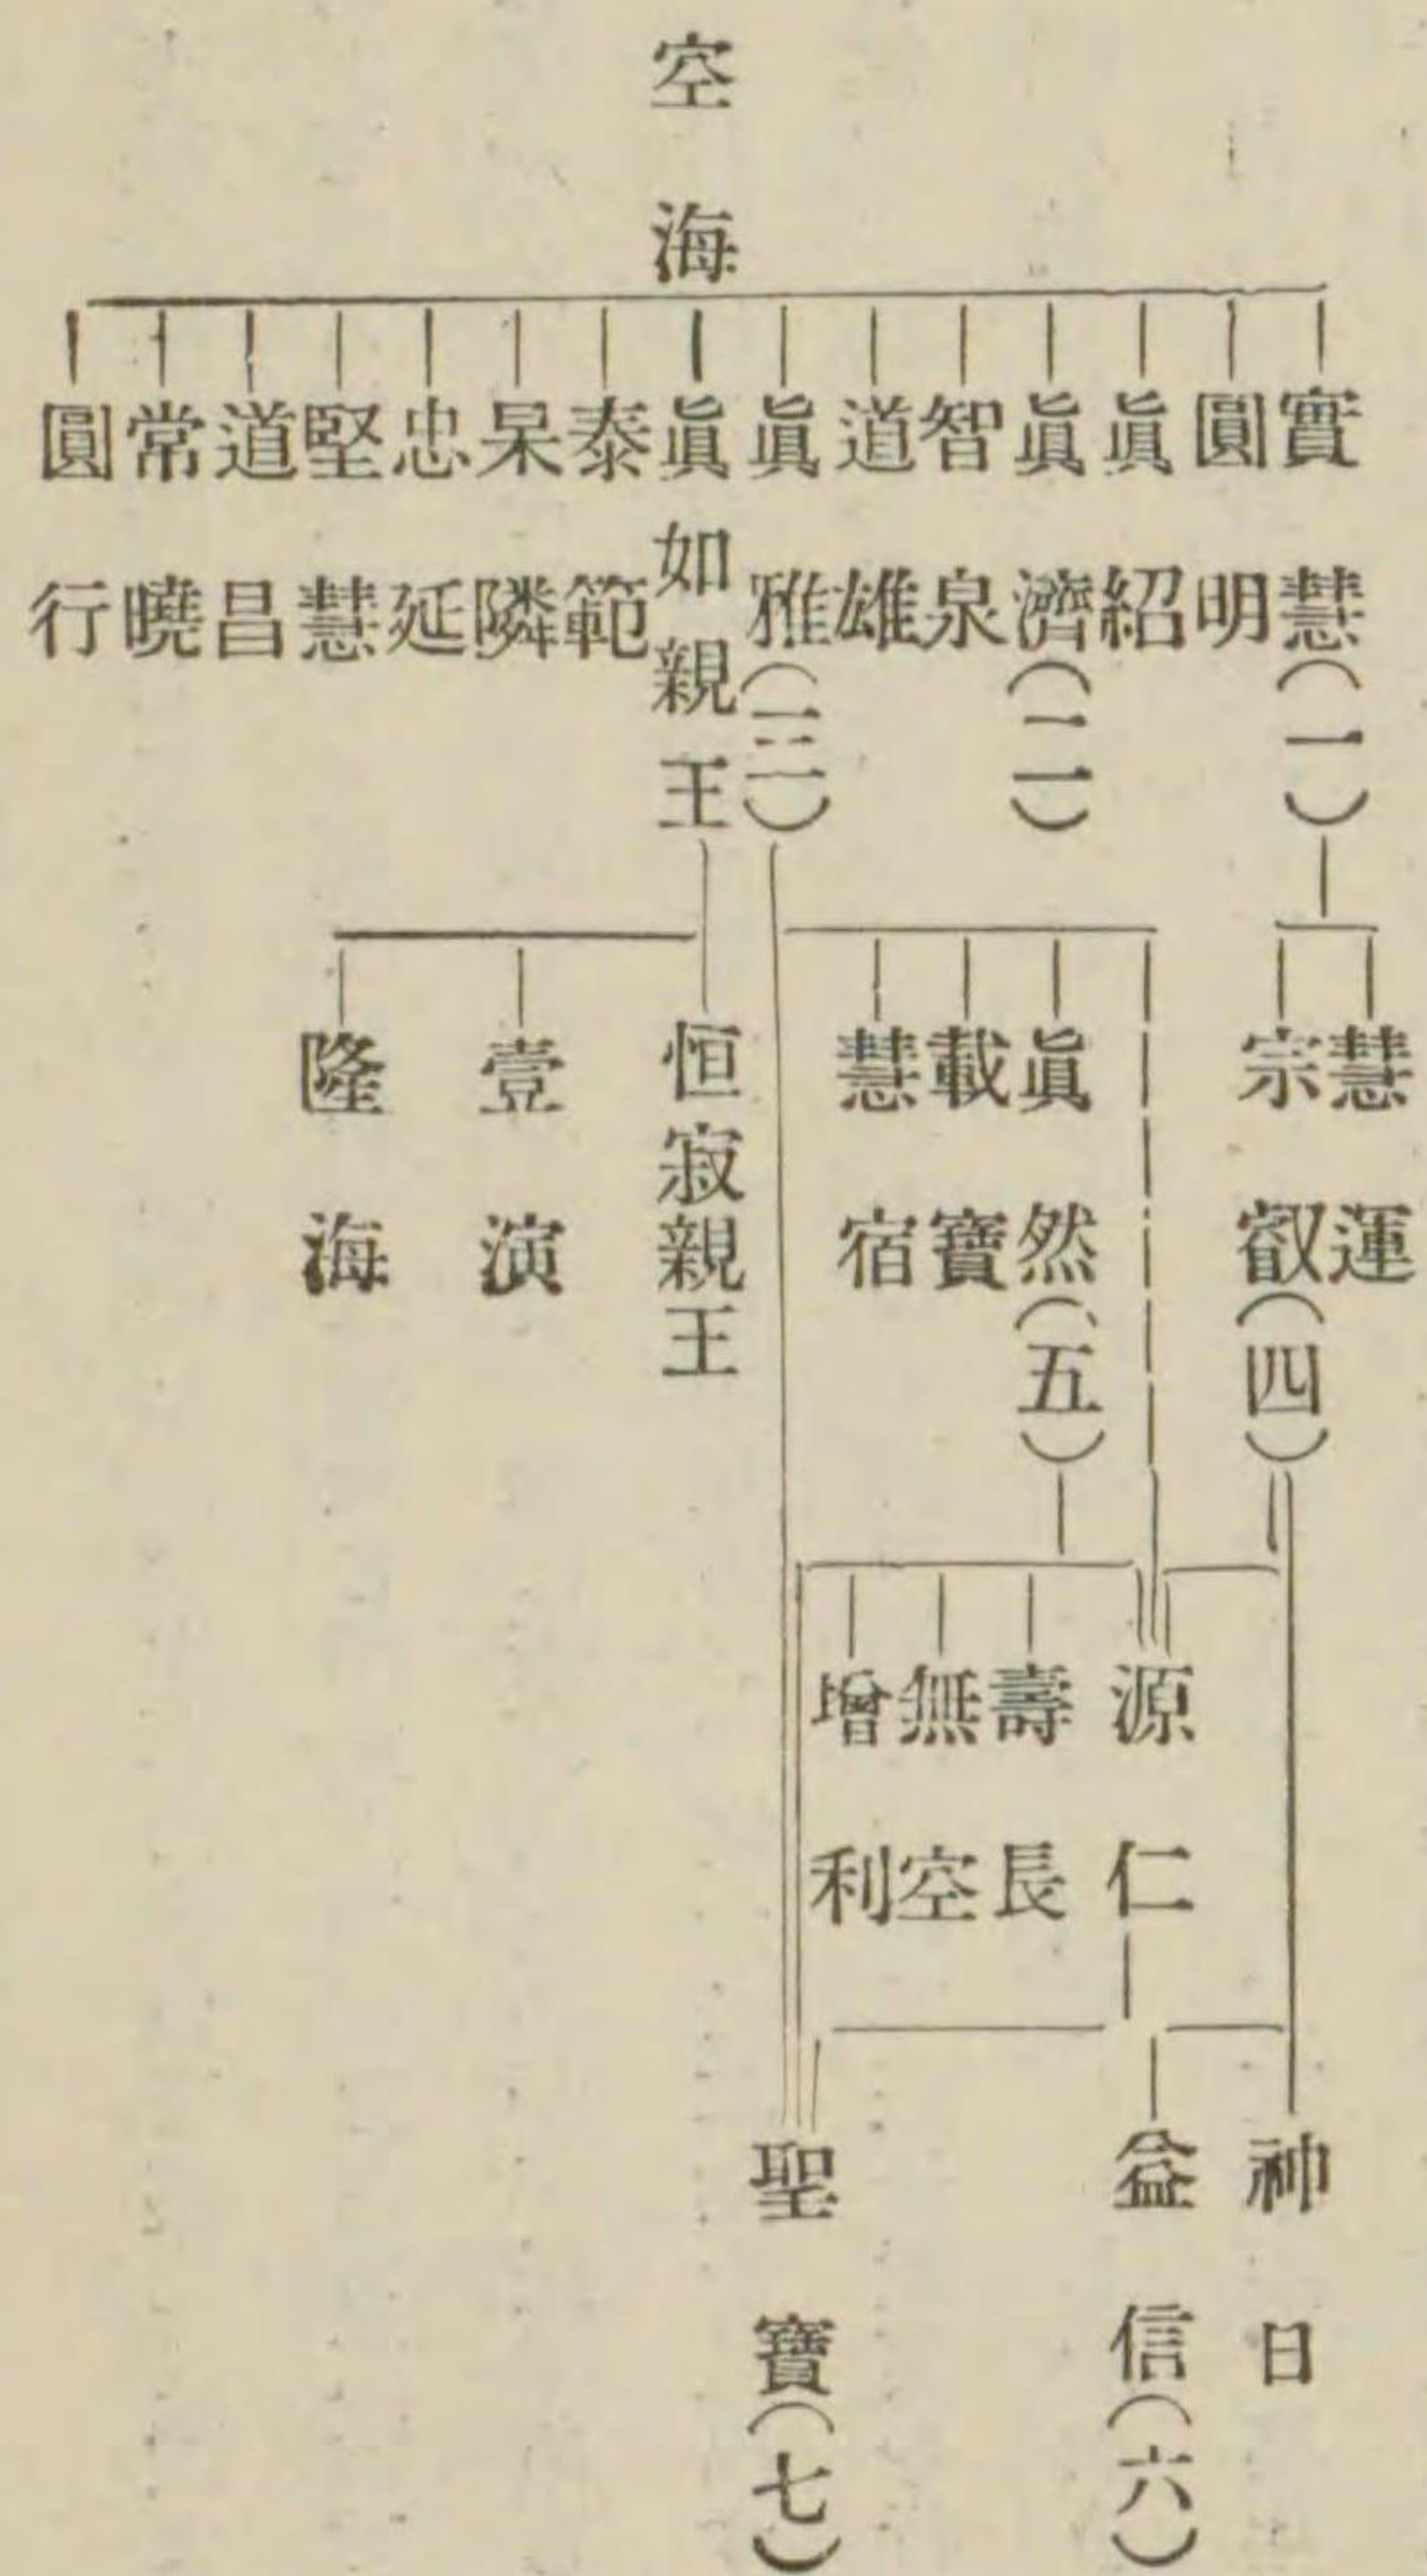 空海
實慧(一)
圓明
眞紹
眞濟(二)
智泉
道雄
眞雅(三)
眞如親王
泰範
杲隣
忠延
堅慧
道昌
常曉
圓行
慧運
宗叡(四)
眞然(五)
載寶
慧宿
恒寂親王
壹演
隆海
源仁
壽長
無空
增利
神日
益信(六)
聖寶(七)